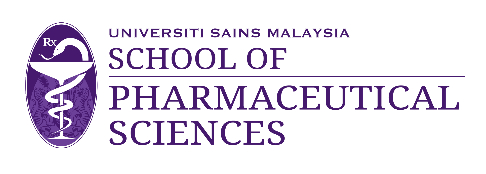 Rx
UNIVERSITI SAINS MALAYSIA
SCHOOL OF
PHARMACEUTICAL
SCIENCES